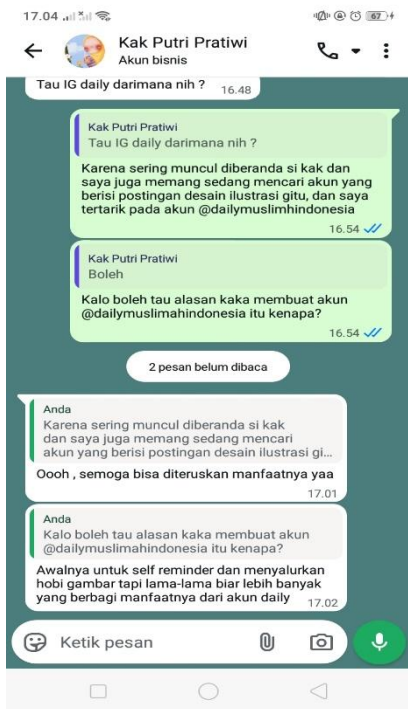 17.04
67
Kak Putri Pratiwi
Akun bisnis
Tau IG daily darimana nih ?
16.48
Kak Putri Pratiwi
Tau IG daily darimana nih ?
Karena sering muncul diberanda si kak dan
saya juga memang sedang mencari akun yang
berisi postingan desain ilustrasi gitu, dan saya
tertarik pada akun @dailymuslimhindonesia
16.54
Kak Putri Pratiwi
Boleh
Kalo boleh tau alasan kaka membuat akun
@dailymuslimahindonesia itu kenapa?
16.54
2 pesan belum dibaca
Anda
Karena sering muncul diberanda si kak
dan saya juga memang sedang mencari
akun yang berisi postingan desain ilustrasi gi...
Oooh , semoga bisa diteruskan manfaatnya yaa
17.01
Anda
Kalo boleh tau alasan kaka membuat akun
@dailymuslimahindonesia itu kenapa?
Awalnya untuk self reminder dan menyalurkan
hobi gambar tapi lama-lama biar lebih banyak
yang berbagi manfaatnya dari akun daily
17.02
Ketik pesan